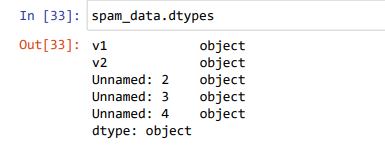 In [33]: spam_data.dtypes
Out[33]: v1 object
v2 object
Unnamed: 2 object
Unnamed: 3 object
Unnamed: 4 object
dtype: object